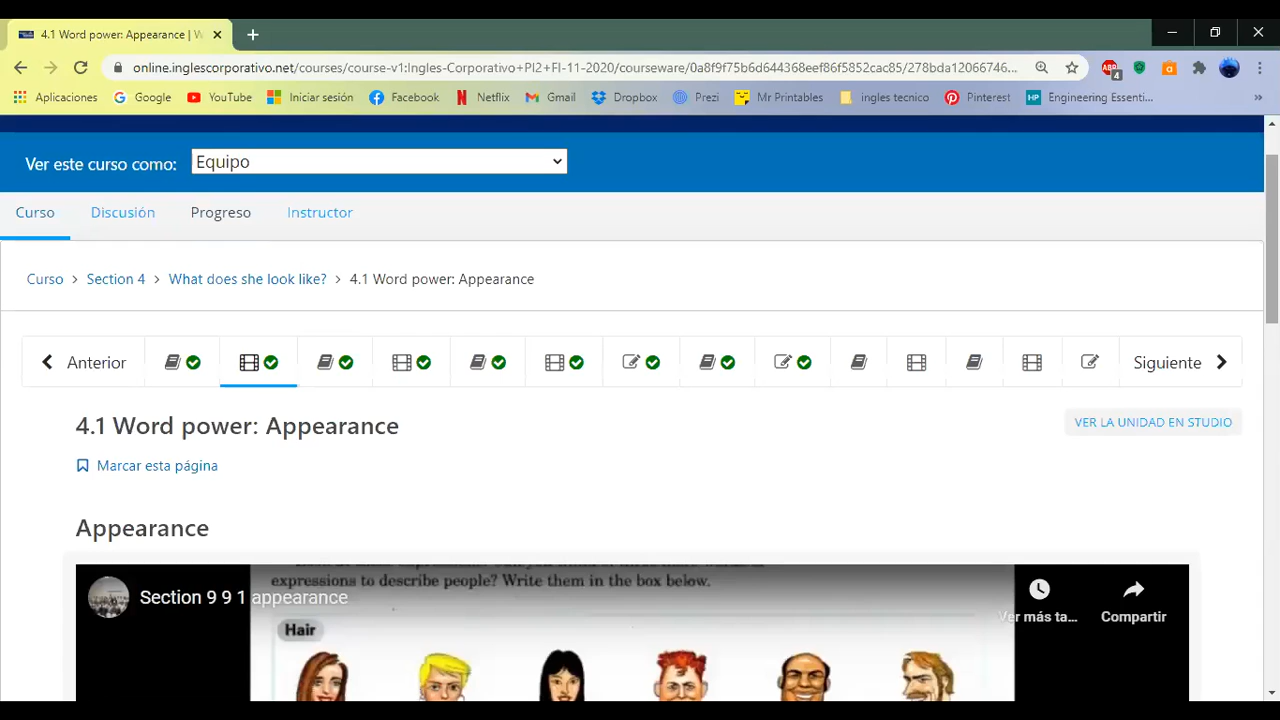 4.1 Word power: Appearance | W
online.inglescorporativo.net/courses/course-v1:Ingles-Corporativo+PI2+FI-11-2020/courseware/0a8f9f75b6d644368eef86f5852cac85/278bda12066746...
ABP
4
Aplicaciones
Google
YouTube
Iniciar sesión
Facebook
Netflix
Gmail
Dropbox
Prezi
Mr Printables
ingles tecnico
Pinterest
HP
Engineering Essenti...
»
Ver este curso como:
Equipo
Curso
Discusión
Progreso
Instructor
Curso > Section 4 > What does she look like? > 4.1 Word power: Appearance
Anterior
Siguiente
4.1 Word power: Appearance
VER LA UNIDAD EN STUDIO
Marcar esta página
Appearance
expressions to describe people? Write them in the box below.
Section 9 9 1 appearance
Ver más ta...
Compartir
Hair